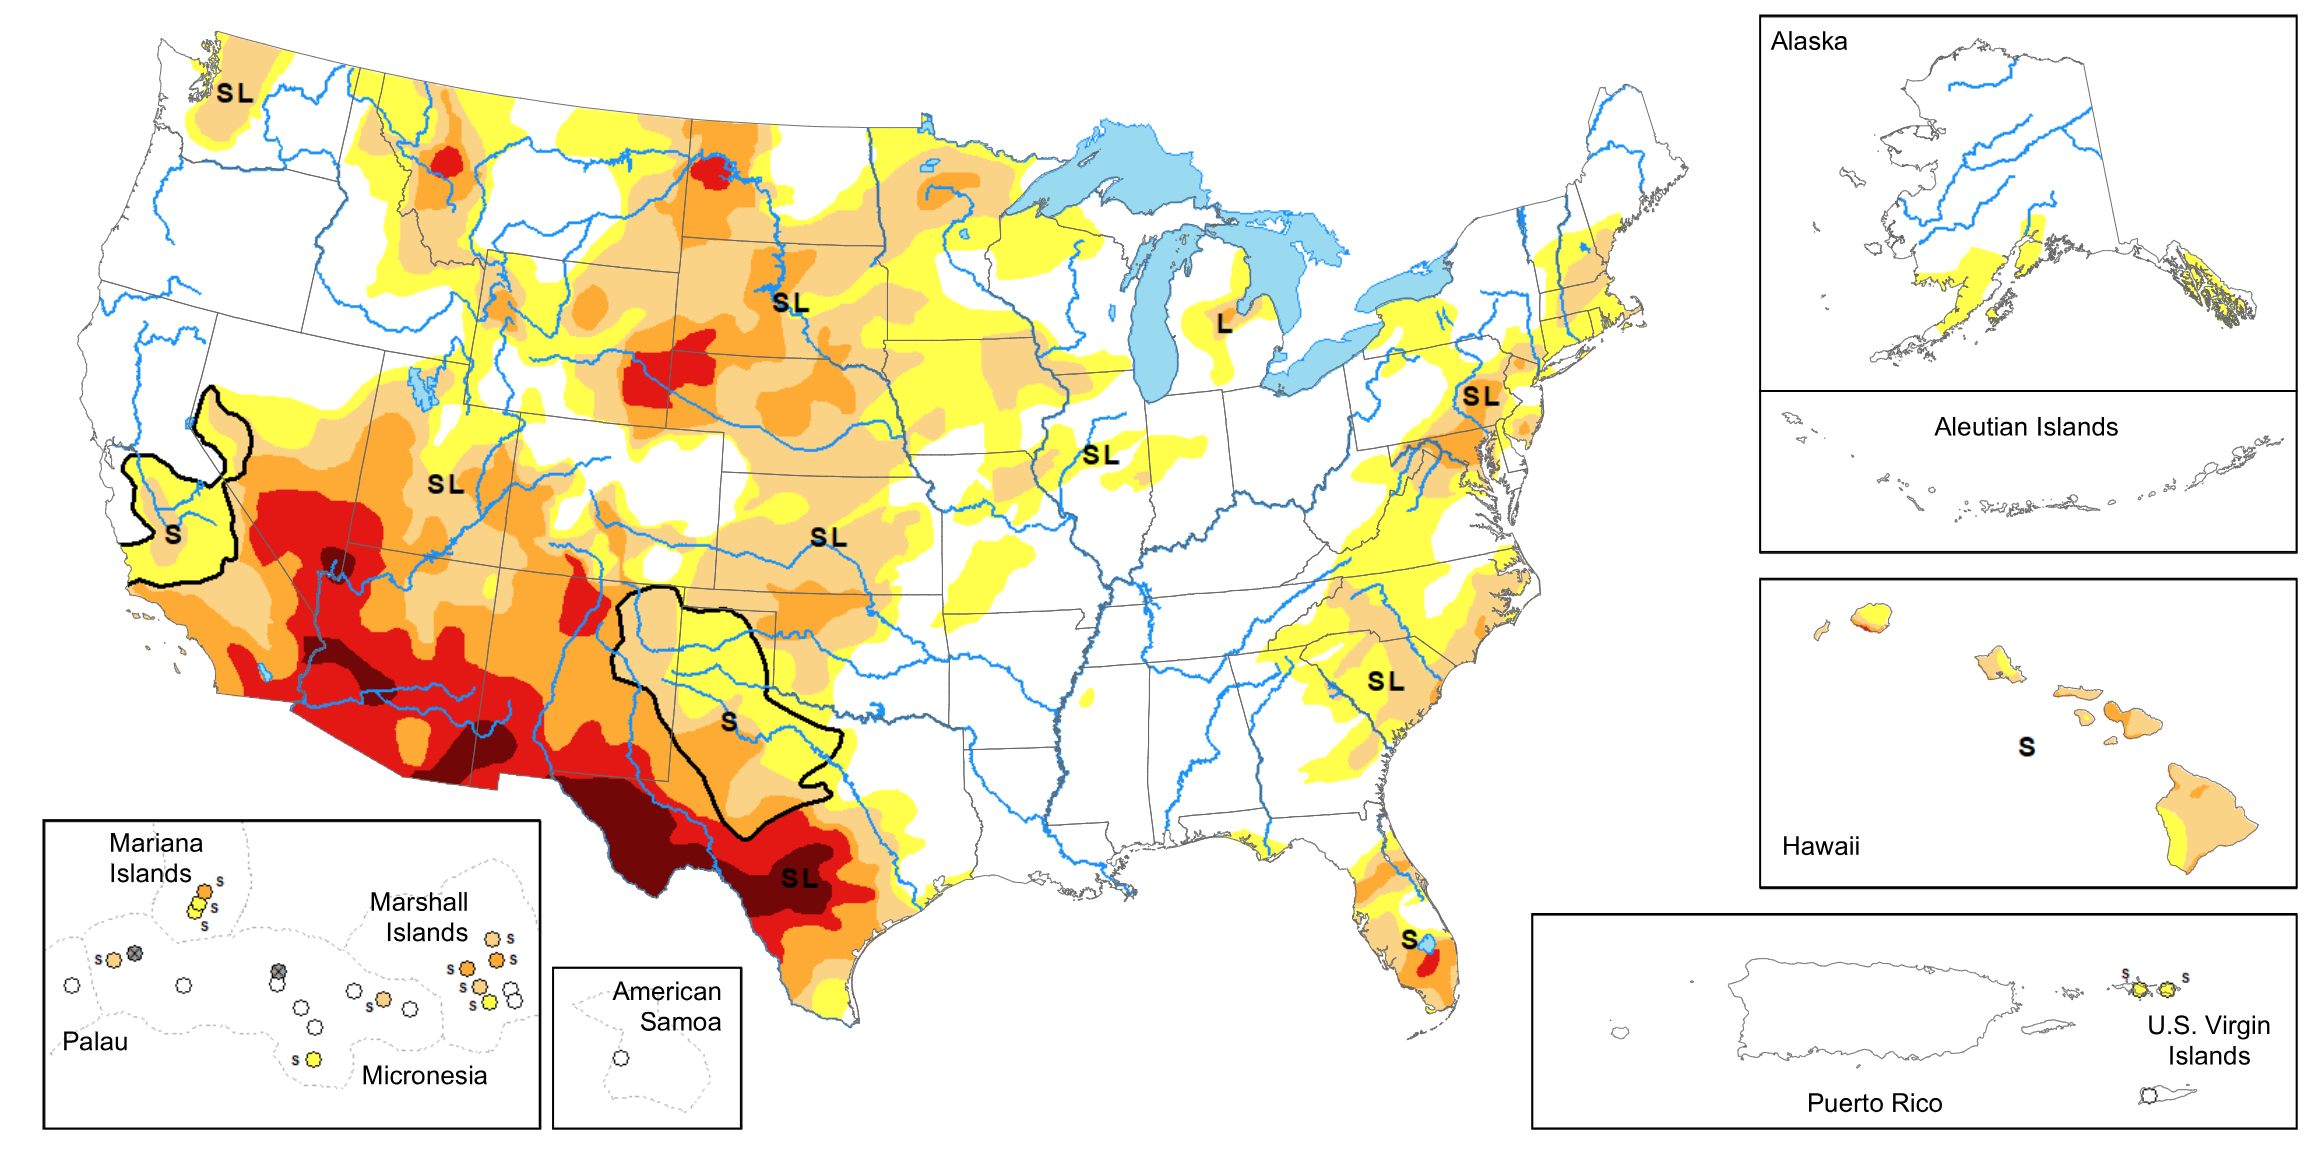 SL
SL
L
SL
SL
SL
S
SL
SL
S
SL
S
SL
Alaska
Aleutian Islands
S
Hawaii
Mariana
Islands
S
S
S
Marshall
Islands
S
S
S
S
S
S
S
S
Palau
Micronesia
American
Samoa
S
S
U.S. Virgin
Islands
Puerto Rico